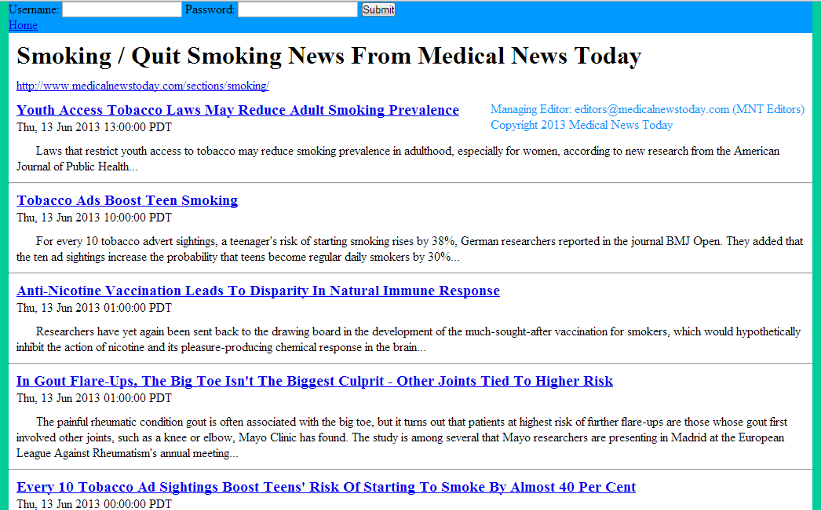 Username: Password: Submit
Home
Smoking / Quit Smoking News From Medical News Today
http://www.medicalnewstoday.com/sections/smoking/
Managing Editor: editors@medicalnewstoday.com (MNT Editors)
Copyright 2013 Medical News Today
Youth Access Tobacco Laws May Reduce Adult Smoking Prevalence
Thu, 13 Jun 2013 13:00:00 PDT
Laws that restrict youth access to tobacco may reduce smoking prevalence in adulthood, especially for women, according to new research from the American
Journal of Public Health...
Tobacco Ads Boost Teen Smoking
Thu, 13 Jun 2013 10:00:00 PDT
For every 10 tobacco advert sightings, a teenager's risk of starting smoking rises by 38%, German researchers reported in the journal BMJ Open. They added that
the ten ad sightings increase the probability that teens become regular daily smokers by 30%...
Anti-Nicotine Vaccination Leads To Disparity In Natural Immune Response
Thu, 13 Jun 2013 01:00:00 PDT
Researchers have yet again been sent back to the drawing board in the development of the much-sought-after vaccination for smokers, which would hypothetically
inhibit the action of nicotine and its pleasure-producing chemical response in the brain...
In Gout Flare-Ups, The Big Toe Isn't The Biggest Culprit - Other Joints Tied To Higher Risk
Thu, 13 Jun 2013 01:00:00 PDT
The painful rheumatic condition gout is often associated with the big toe, but it turns out that patients at highest risk of further flare-ups are those whose gout first
involved other joints, such as a knee or elbow, Mayo Clinic has found. The study is among several that Mayo researchers are presenting in Madrid at the European
League Against Rheumatism's annual meeting...
Every 10 Tobacco Ad Sightings Boost Teens' Risk Of Starting To Smoke By Almost 40 Per Cent
Thu, 13 Jun 2013 00:00:00 PDT